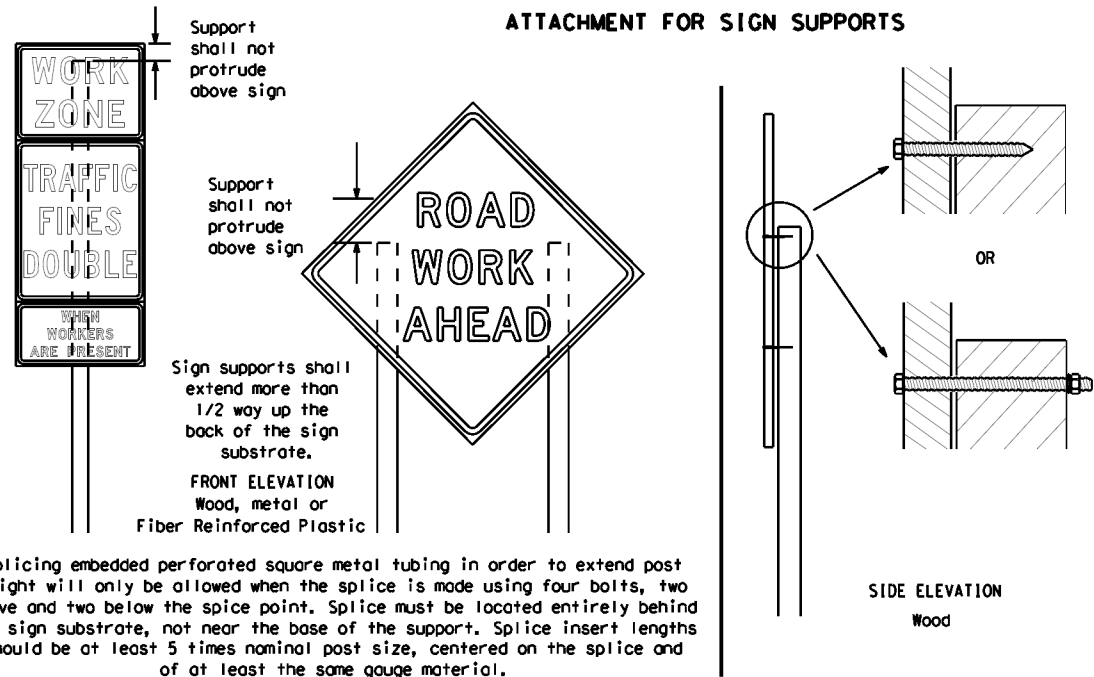 ATTACHMENT FOR SIGN SUPPORTS
Support
shall not
protrude
above sign
WORK
ZONE
TRAFFIC
FINES
DOUBLE
WHEN
WORKERS
ARE PRESENT
Support
shall not
protrude
above sign
ROAD
WORK
AHEAD
Sign supports shall
extend more than
1/2 way up the
back of the sign
substrate.
FRONT ELEVATION
Wood, metal or
Fiber Reinforced Plastic
OR
SIDE ELEVATION
Wood
embedded perforated square metal tubing in order to extend post
will only be allowed when the splice is made using four bolts, two
and two below the spice point. Splice must be located entirely behind
sign substrate, not near the base of the support. Splice insert lengths
be at least 5 times nominal post size, centered on the splice and
of at least the same gauge material.